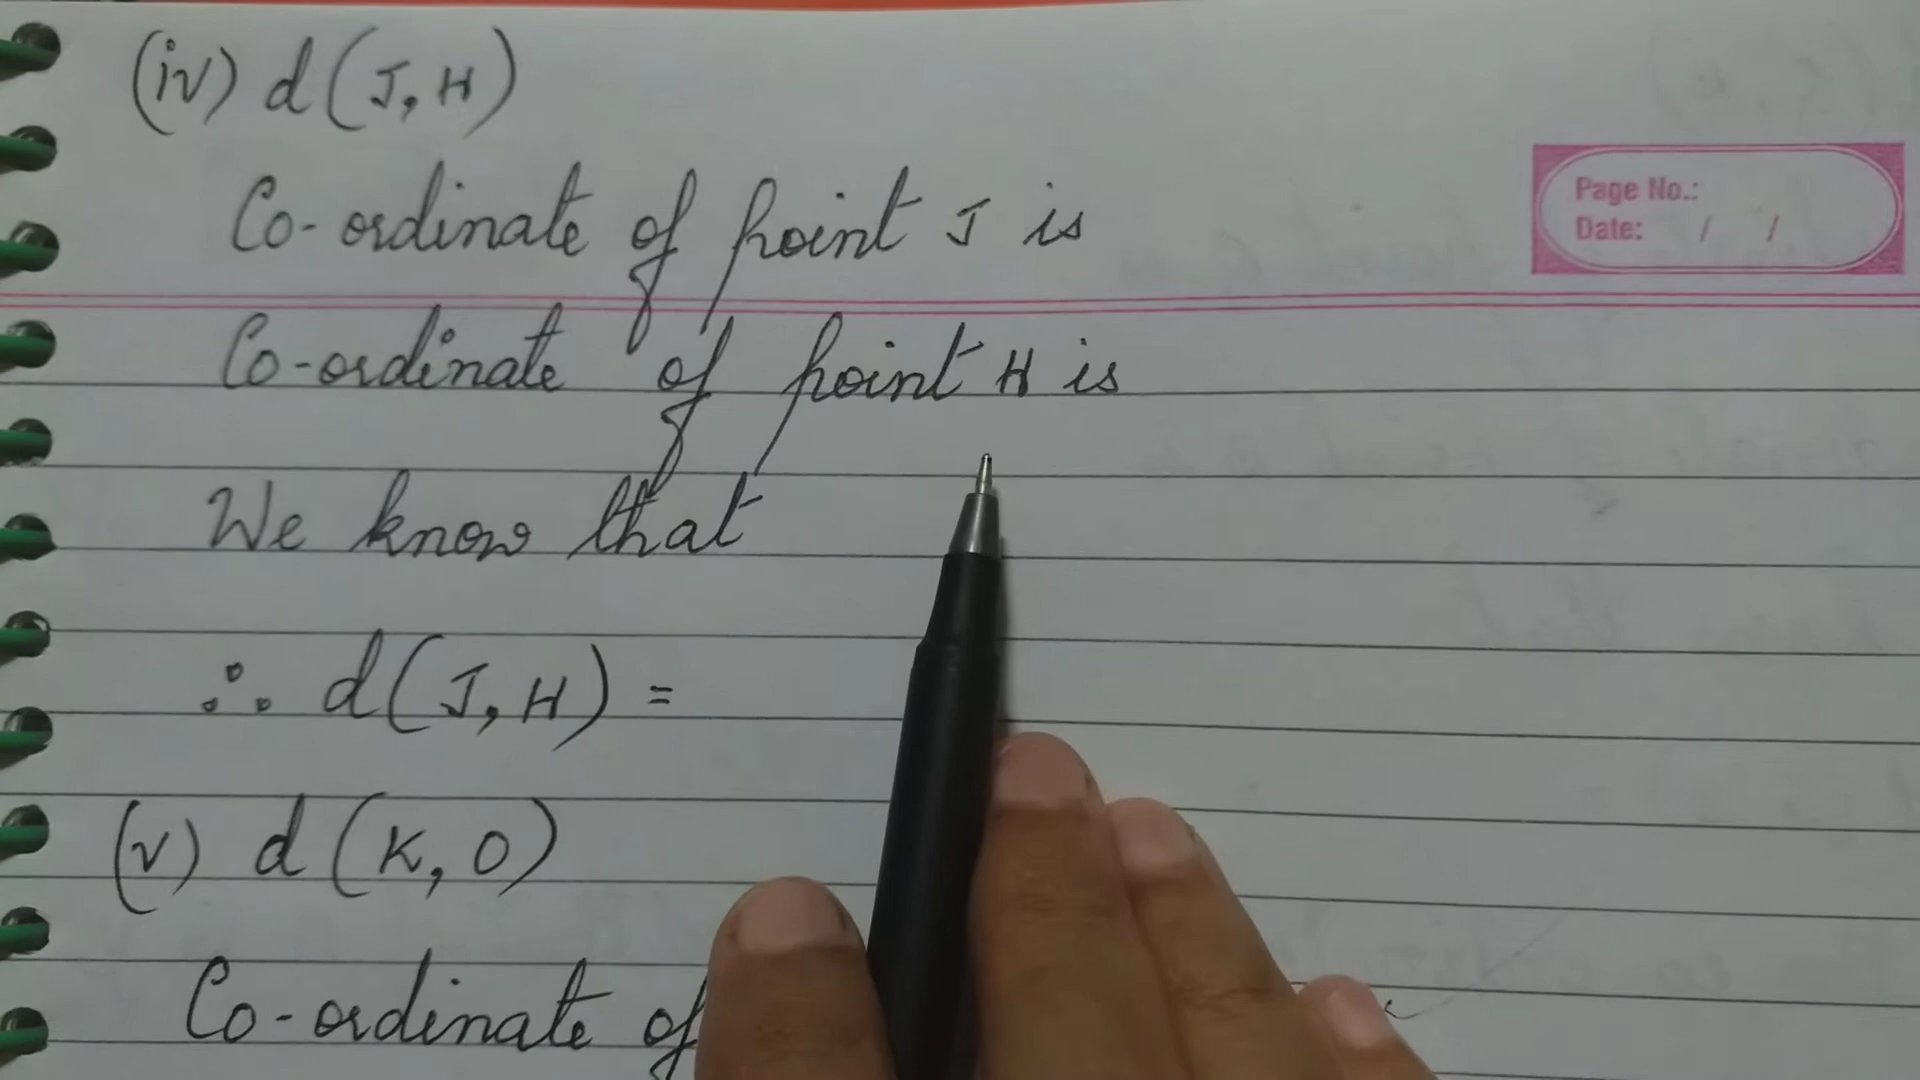 (iv) d(J, H)
Co-ordinate of point J is
Page No.:
Date: / /
Co-ordinate of point H is
We know that
∴ d(J, H) =
(v) d(K, O)
Co-ordinate of